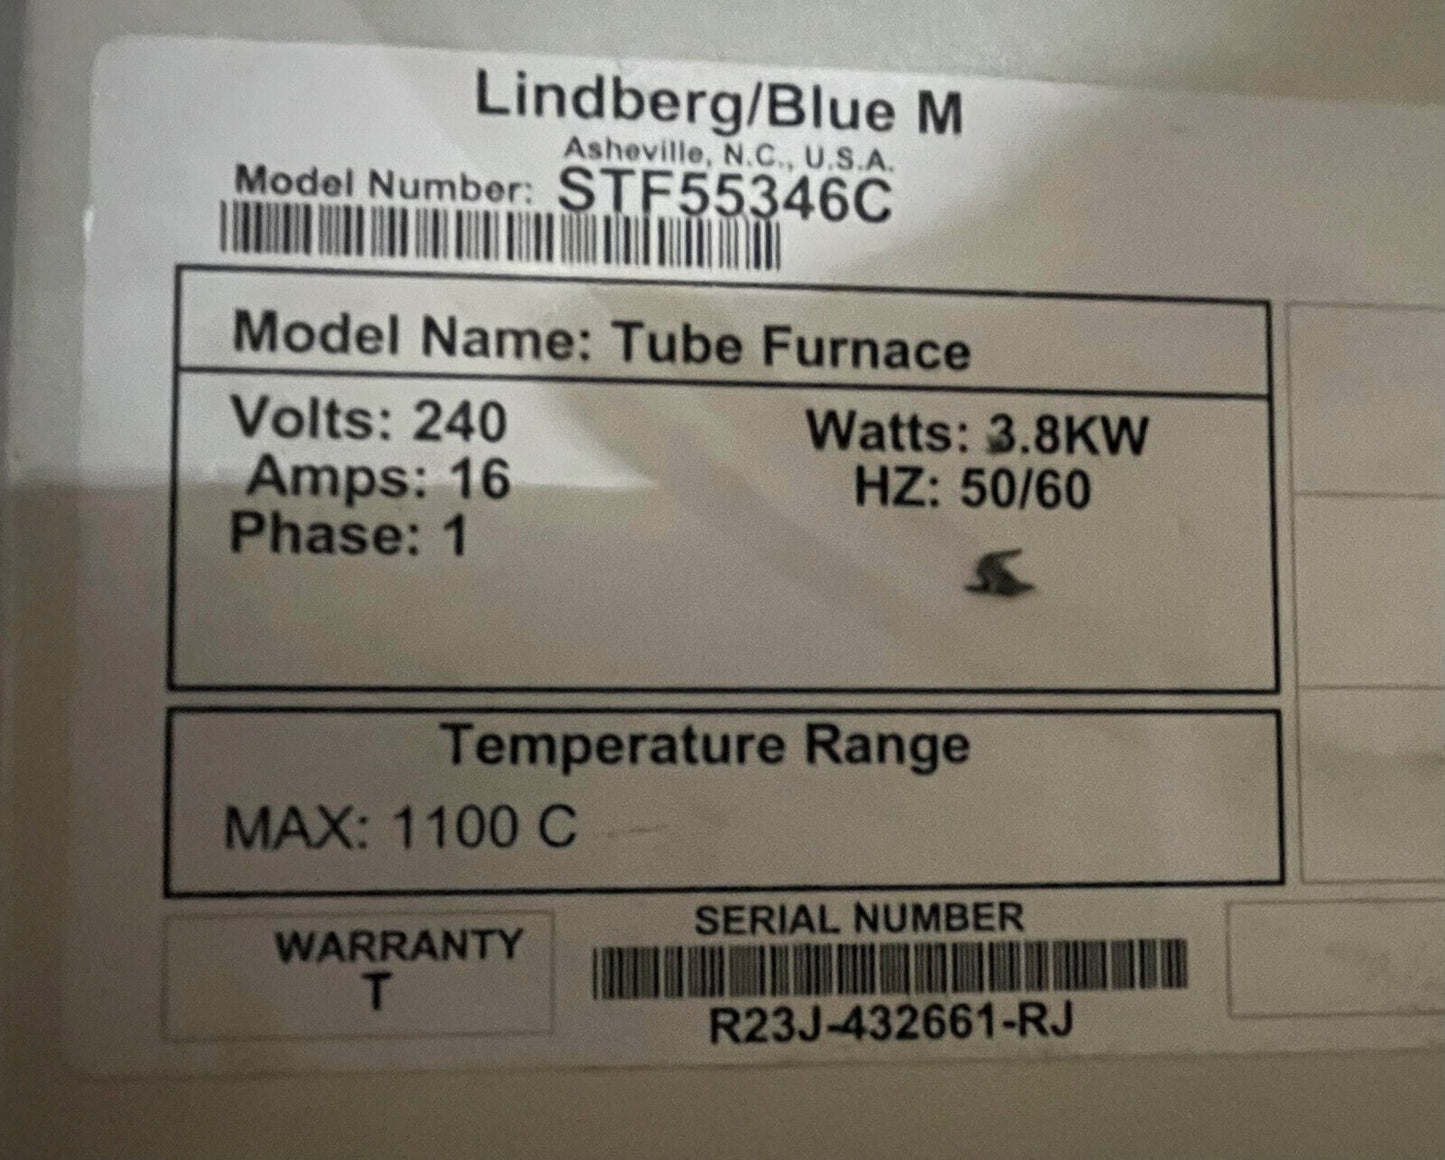 Lindberg/Blue M
Asheville, N.C., U.S.A.
Model Number: STF55346C
Model Name: Tube Furnace
Volts: 240 Watts: 3.8KW
Amps: 16 HZ: 50/60
Phase: 1
Temperature Range
MAX: 1100 C
WARRANTY
T
SERIAL NUMBER
R23J-432661-RJ